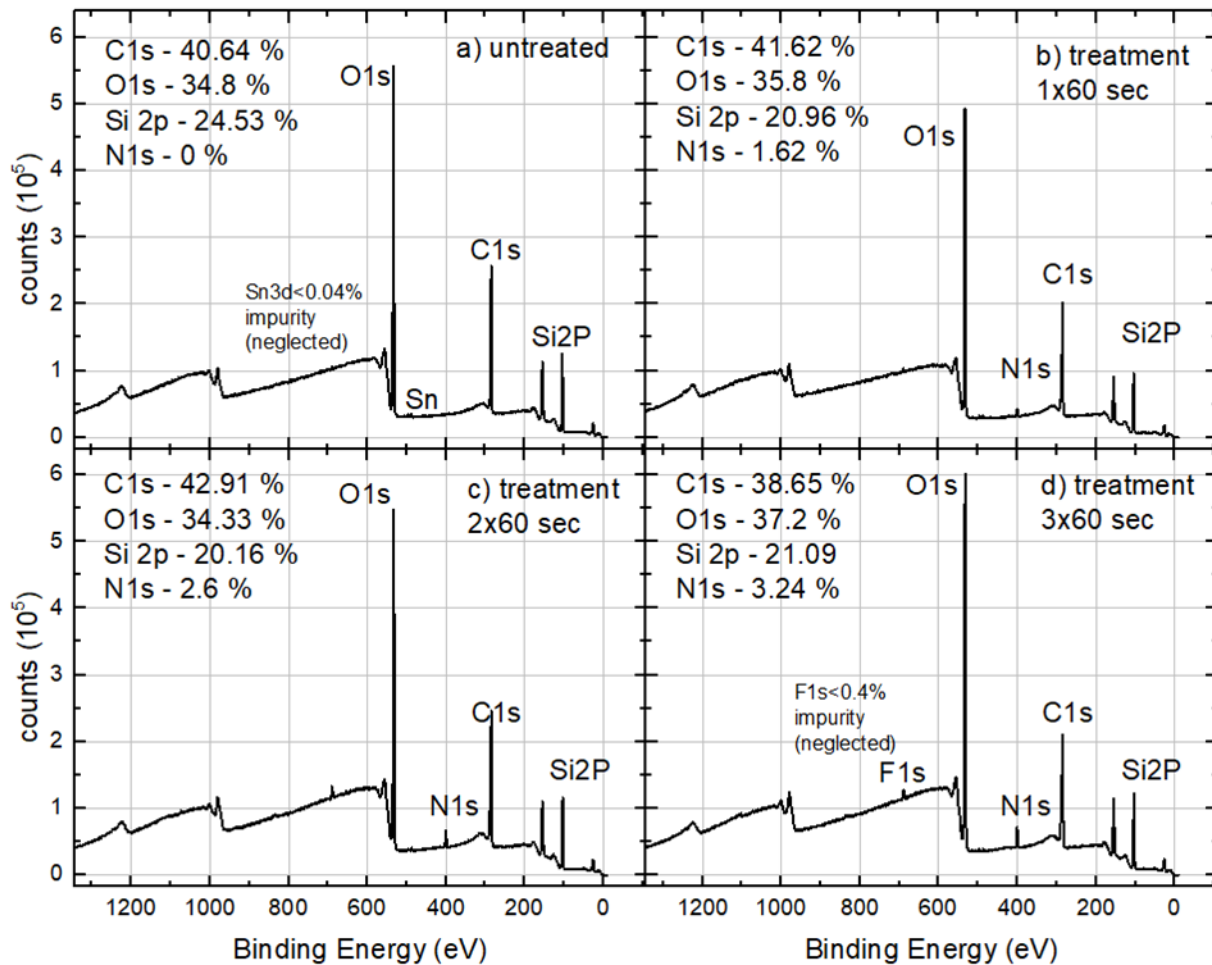 C1s - 40.64 %
O1s - 34.8 %
Si 2p - 24.53 %
N1s - 0 %
a) untreated
O1s
C1s
Sn3d<0.04%
impurity
(neglected)
Si2P
Sn
C1s - 41.62 %
O1s - 35.8 %
Si 2p - 20.96 %
N1s - 1.62 %
b) treatment
1x60 sec
O1s
C1s
Si2P
N1s
C1s - 42.91 %
O1s - 34.33 %
Si 2p - 20.16 %
N1s - 2.6 %
c) treatment
2x60 sec
O1s
C1s
Si2P
N1s
C1s - 38.65 %
O1s - 37.2 %
Si 2p - 21.09
N1s - 3.24 %
d) treatment
3x60 sec
O1s
F1s<0.4%
impurity
(neglected)
C1s
F1s
Si2P
N1s
counts (10⁵)
6
5
4
3
2
1
0
counts (10⁵)
6
5
4
3
2
1
0
1200 1000 800 600 400 200 0
1200 1000 800 600 400 200 0
Binding Energy (eV)
Binding Energy (eV)